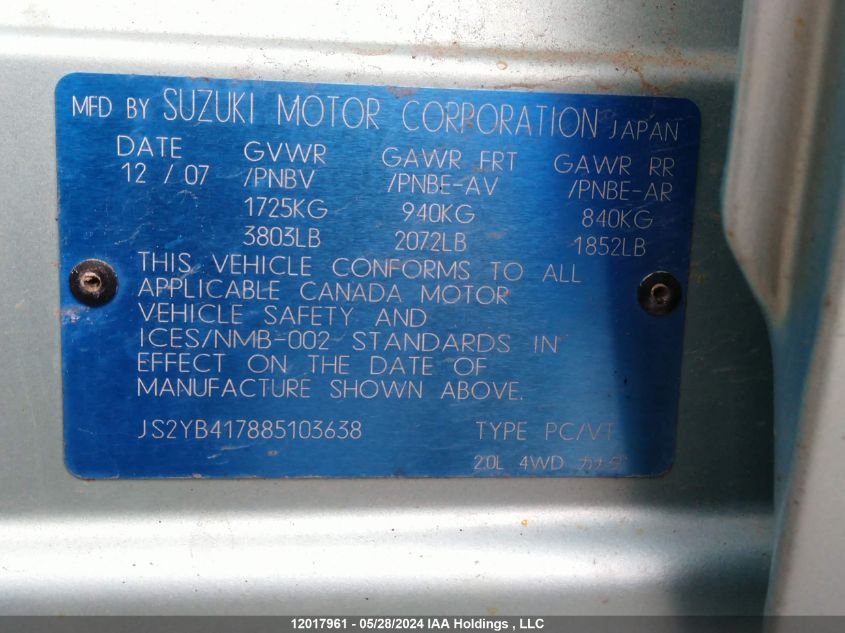 MFD BY SUZUKI MOTOR CORPORATION JAPAN
DATE GVWR GAWR FRT GAWR RR
12 / 07 /PNBV /PNBE-AV /PNBE-AR
1725KG 940KG 840KG
3803LB 2072LB 1852LB
THIS VEHICLE CONFORMS TO ALL
APPLICABLE CANADA MOTOR
VEHICLE SAFETY AND
ICES/NMB-002 STANDARDS IN
EFFECT ON THE DATE OF
MANUFACTURE SHOWN ABOVE.
JS2YB417885103638 TYPE PC/VT
2.0L 4WD カナダ
12017961 - 05/28/2024 IAA Holdings , LLC